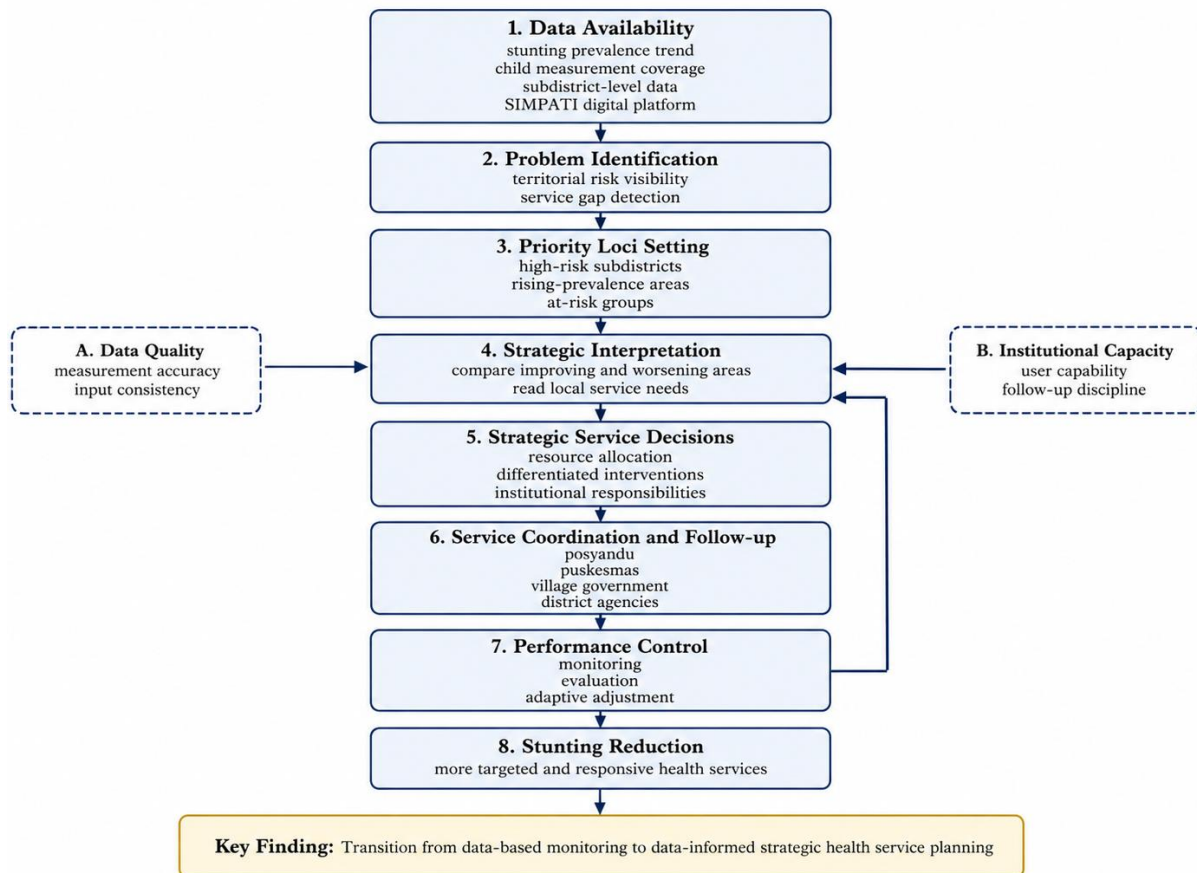 1. Data Availability
stunting prevalence trend
child measurement coverage
subdistrict-level data
SIMPATI digital platform
2. Problem Identification
territorial risk visibility
service gap detection
3. Priority Loci Setting
high-risk subdistricts
rising-prevalence areas
at-risk groups
A. Data Quality
measurement accuracy
input consistency
4. Strategic Interpretation
compare improving and worsening areas
read local service needs
B. Institutional Capacity
user capability
follow-up discipline
5. Strategic Service Decisions
resource allocation
differentiated interventions
institutional responsibilities
6. Service Coordination and Follow-up
posyandu
puskesmas
village government
district agencies
7. Performance Control
monitoring
evaluation
adaptive adjustment
8. Stunting Reduction
more targeted and responsive health services
Key Finding: Transition from data-based monitoring to data-informed strategic health service planning